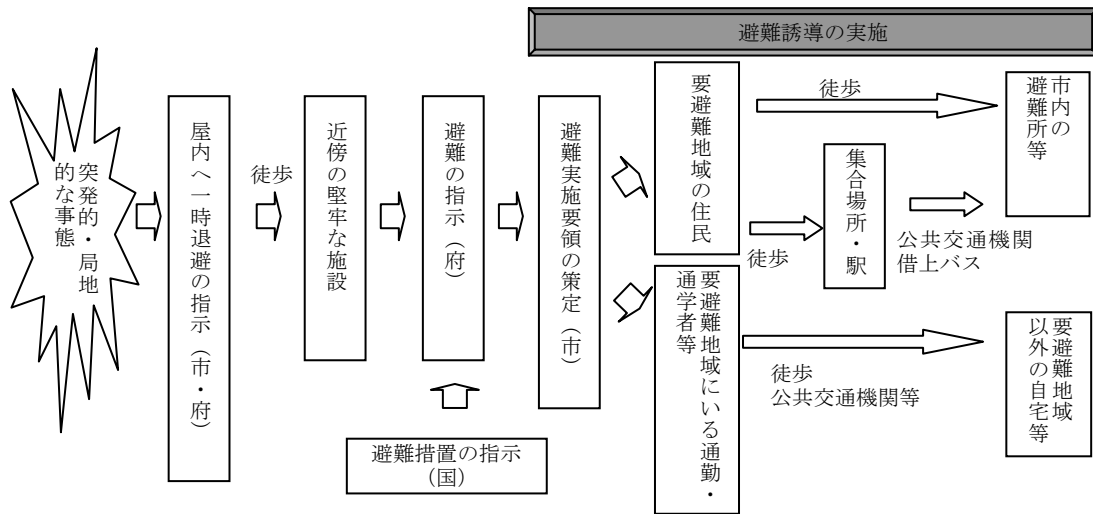 避難誘導の実施
突発的・局地
的な事態
屋内へ一時退避の指示（市・府）
徒歩
近傍の堅牢な施設
避難の指示（府）
避難措置の指示
（国）
避難実施要領の策定（市）
要避難地域の住民
徒歩
市内の
避難所等
徒歩
集合場所・駅
公共交通機関
借上バス
要避難地域にいる通勤・
通学者等
徒歩
公共交通機関等
要避難地域
以外の自宅等